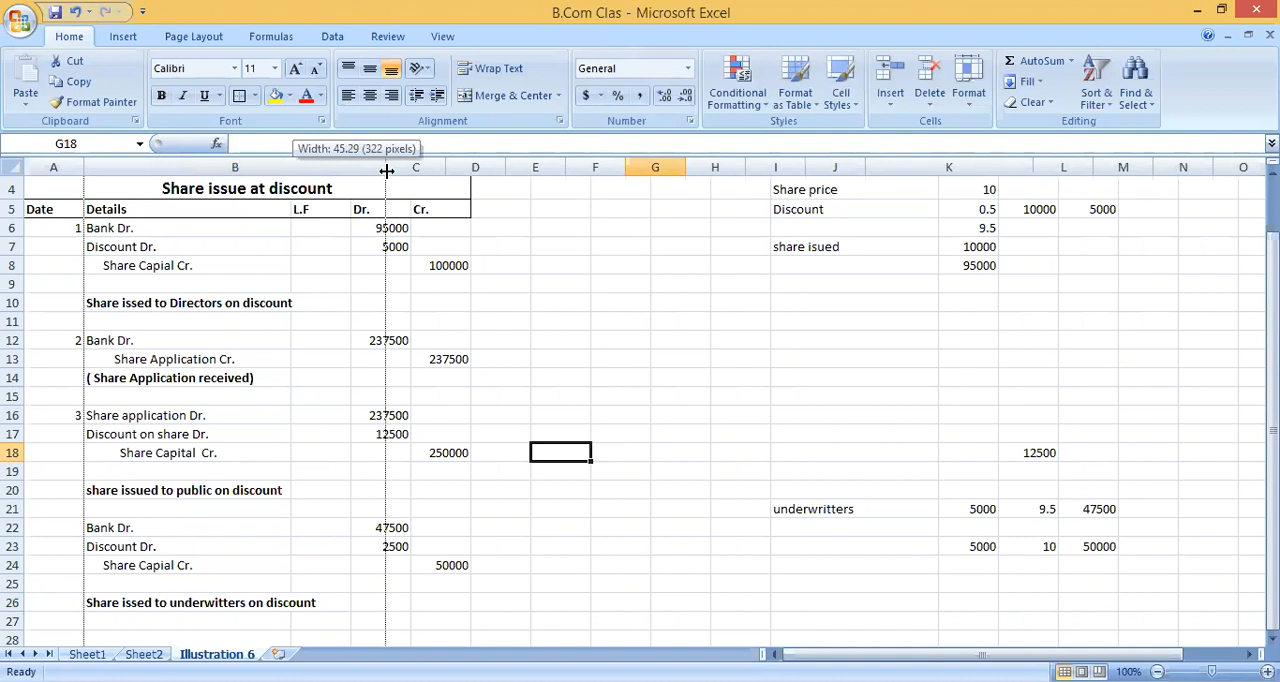 B.Com Clas - Microsoft Excel
Home Insert Page Layout Formulas Data Review View
Paste Cut Copy Format Painter
Calibri 11 A A B I U A
Wrap Text Merge & Center
General $ % ,
Conditional Formatting Format as Table Cell Styles
Insert Delete Format
Σ AutoSum Fill Clear Sort & Filter Find & Select
Clipboard Font Alignment Number Styles Cells Editing
G18 fx Width: 45.29 (322 pixels)
A B C D E F G H I J K L M N O
4 Share issue at discount Share price 10
5 Date Details L.F Dr. Cr. Discount 0.5 10000 5000
6 1 Bank Dr. 95000 9.5
7 Discount Dr. 5000 share isued 10000
8 Share Capial Cr. 100000 95000
9
10 Share issed to Directors on discount
11
12 2 Bank Dr. 237500
13 Share Application Cr. 237500
14 ( Share Application received)
15
16 3 Share application Dr. 237500
17 Discount on share Dr. 12500
18 Share Capital Cr. 250000 12500
19
20 share issued to public on discount
21 underwritters 5000 9.5 47500
22 Bank Dr. 47500
23 Discount Dr. 2500 5000 10 50000
24 Share Capial Cr. 50000
25
26 Share issed to underwitters on discount
27
28
Sheet1 Sheet2 Illustration 6
Ready 100%